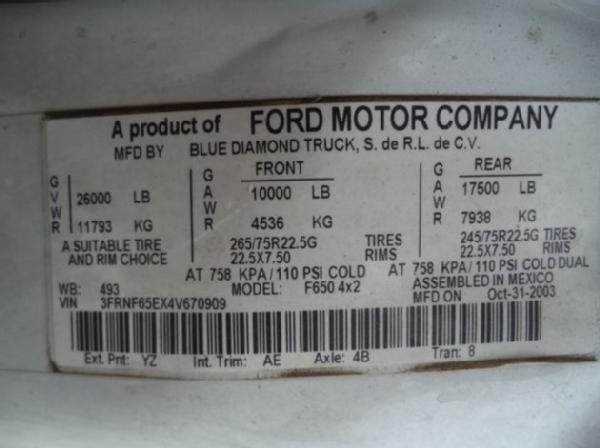 A product of FORD MOTOR COMPANY
MFD BY BLUE DIAMOND TRUCK, S. de R.L. de C.V.
GVWR 26000 LB 11793 KG
GAWR FRONT 10000 LB 4536 KG
GAWR REAR 17500 LB 7938 KG
A SUITABLE TIRE AND RIM CHOICE
265/75R22.5G TIRES
22.5X7.50 RIMS
AT 758 KPA/110 PSI COLD
245/75R22.5G TIRES
22.5X7.50 RIMS
AT 758 KPA/110 PSI COLD DUAL
WB: 493 MODEL: F650 4x2 ASSEMBLED IN MEXICO
VIN 3FRNF65EX4V670909 MFD ON Oct-31-2003
Ext. Pnt: YZ Int. Trim: AE Axle: 4B Tran: 8